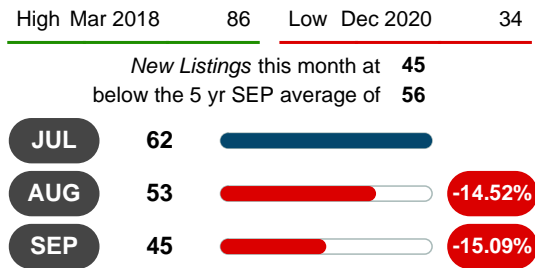 High Mar 2018 86 Low Dec 2020 34
New Listings this month at 45
below the 5 yr SEP average of 56
JUL 62
AUG 53 -14.52%
SEP 45 -15.09%